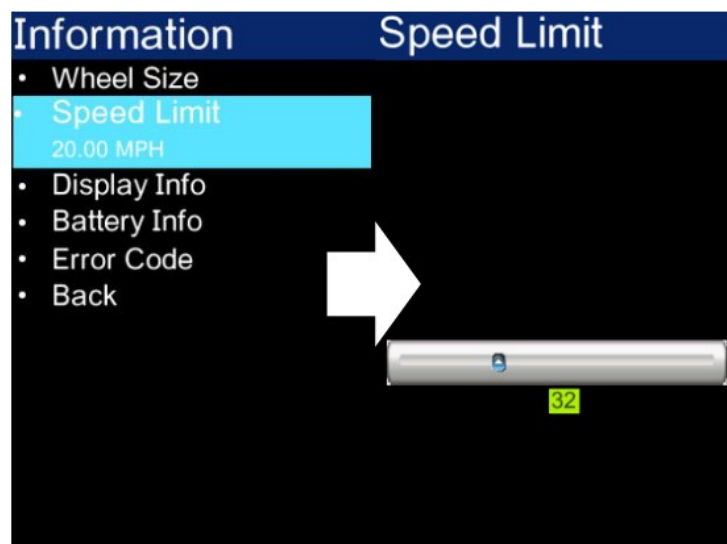 Information
• Wheel Size
• Speed Limit
20.00 MPH
• Display Info
• Battery Info
• Error Code
• Back
Speed Limit
32